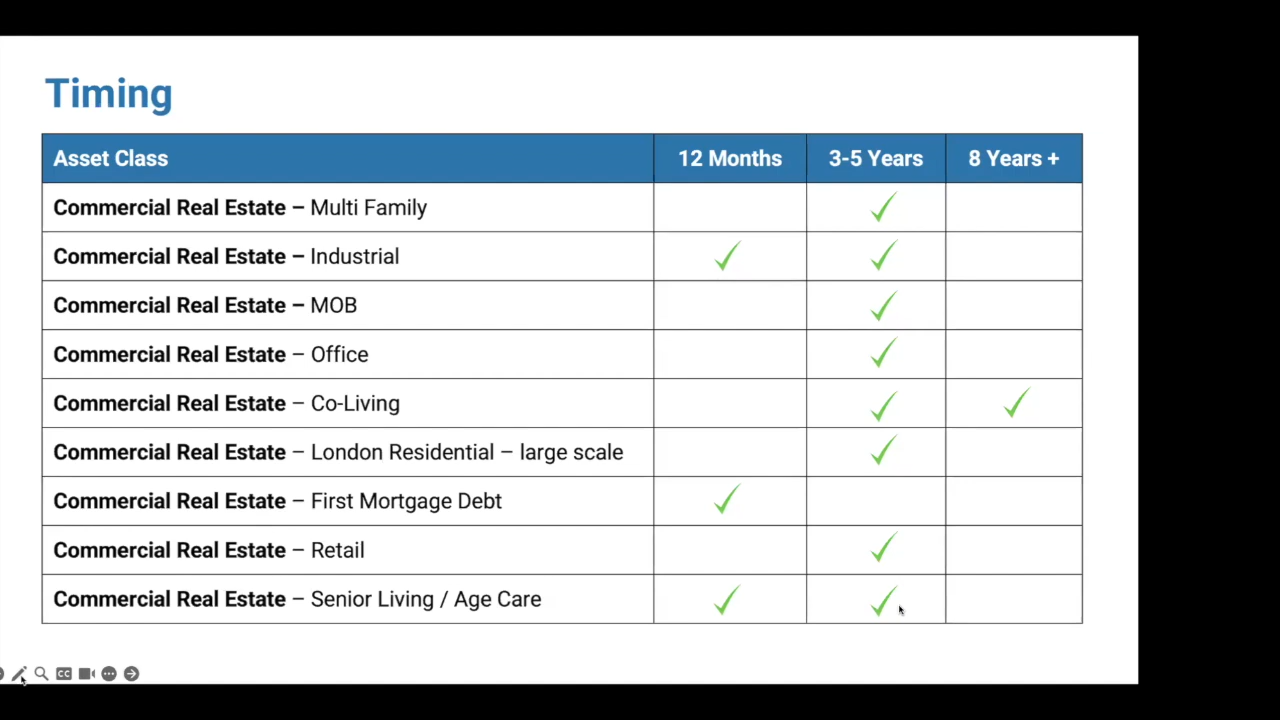 Timing
Asset Class 12 Months 3-5 Years 8 Years +
Commercial Real Estate – Multi Family
Commercial Real Estate – Industrial
Commercial Real Estate – MOB
Commercial Real Estate – Office
Commercial Real Estate – Co-Living
Commercial Real Estate – London Residential – large scale
Commercial Real Estate – First Mortgage Debt
Commercial Real Estate – Retail
Commercial Real Estate – Senior Living / Age Care
CC